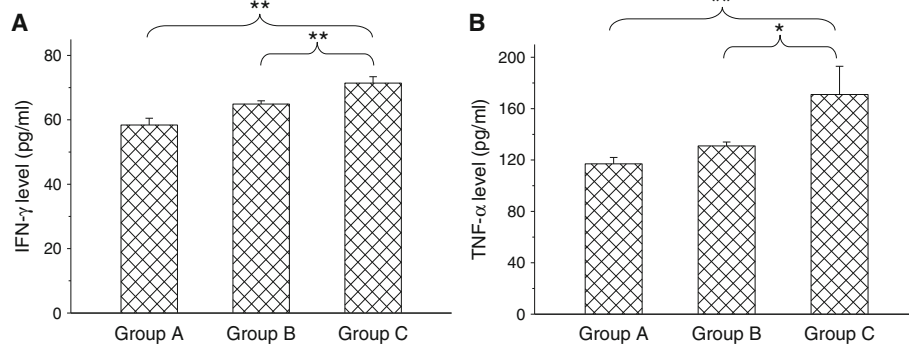 A
**
**
IFN-γ level (pg/ml)
80
60
40
20
0
Group A
Group B
Group C
B
**
*
TNF-α level (pg/ml)
200
160
120
80
40
0
Group A
Group B
Group C